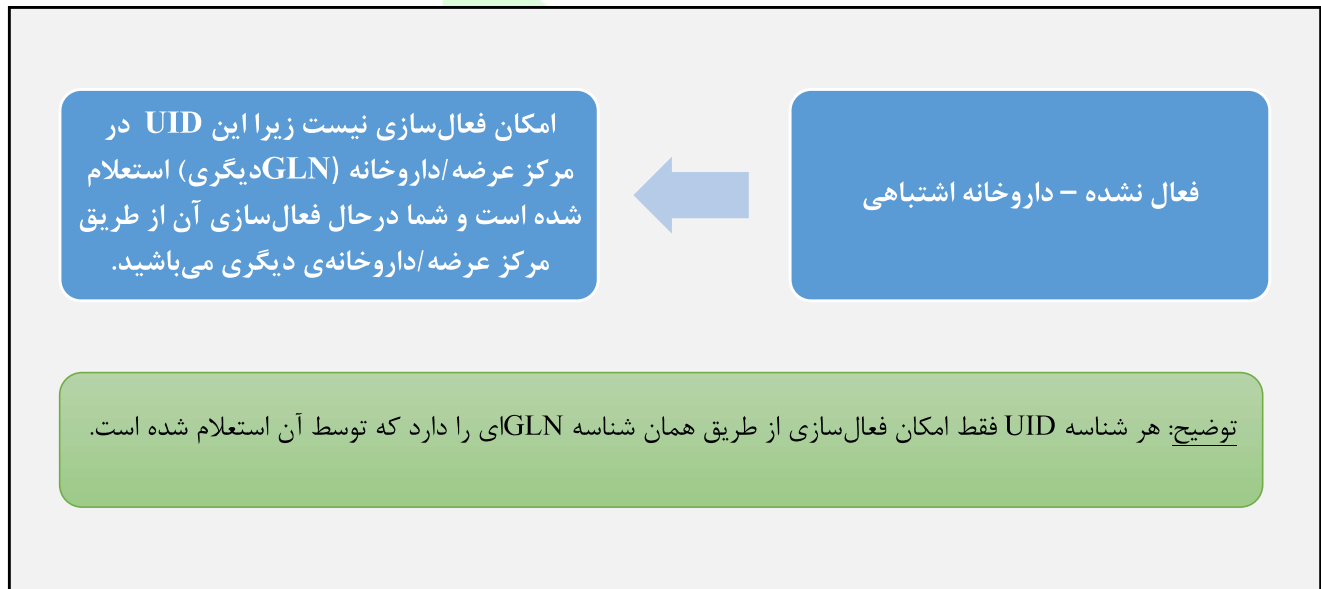 فعال نشده – داروخانه اشتباهی
امکان فعال‌سازی نیست زیرا این UID در
مرکز عرضه/داروخانه (GLNدیگری) استعلام
شده است و شما درحال فعال‌سازی آن از طریق
مرکز عرضه/داروخانه‌ی دیگری می‌باشید.
توضیح: هر شناسه UID فقط امکان فعال‌سازی از طریق همان شناسه GLNای را دارد که توسط آن استعلام شده است.